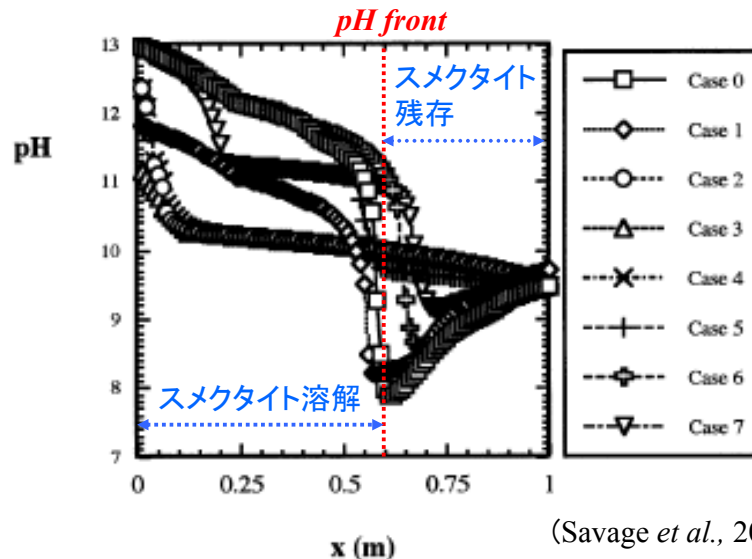 pH front
スメクタイト
残存
スメクタイト溶解
pH
13
12
11
10
9
8
7
0
0.25
0.5
0.75
1
x (m)
Case 0
Case 1
Case 2
Case 3
Case 4
Case 5
Case 6
Case 7
(Savage et al.,